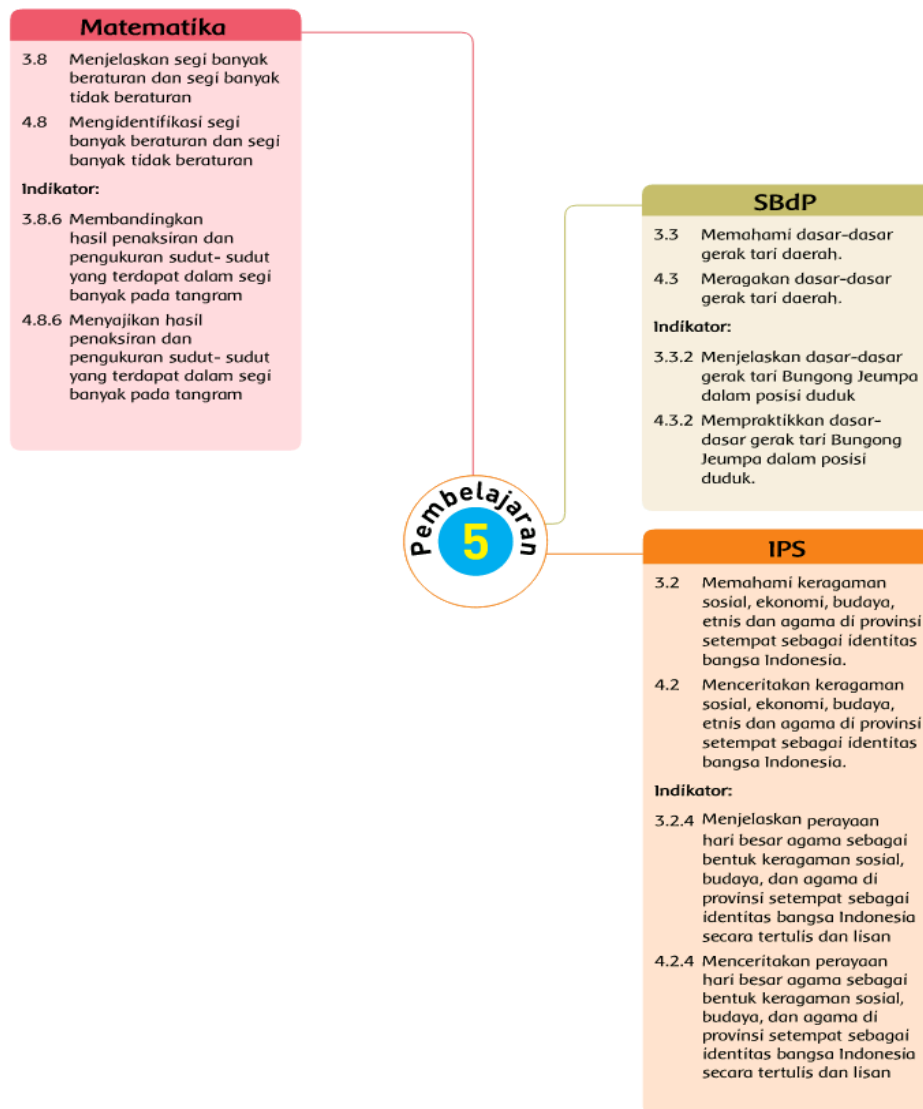 Matematika
3.8 Menjelaskan segi banyak
beraturan dan segi banyak
tidak beraturan
4.8 Mengidentifikasi segi
banyak beraturan dan segi
banyak tidak beraturan
Indikator:
3.8.6 Membandingkan
hasil penaksiran dan
pengukuran sudut- sudut
yang terdapat dalam segi
banyak pada tangram
4.8.6 Menyajikan hasil
penaksiran dan
pengukuran sudut- sudut
yang terdapat dalam segi
banyak pada tangram
Pembelajaran
5
SBdP
3.3 Memahami dasar-dasar
gerak tari daerah.
4.3 Meragakan dasar-dasar
gerak tari daerah.
Indikator:
3.3.2 Menjelaskan dasar-dasar
gerak tari Bungong Jeumpa
dalam posisi duduk
4.3.2 Mempraktikkan dasar-
dasar gerak tari Bungong
Jeumpa dalam posisi
duduk.
IPS
3.2 Memahami keragaman
sosial, ekonomi, budaya,
etnis dan agama di provinsi
setempat sebagai identitas
bangsa Indonesia.
4.2 Menceritakan keragaman
sosial, ekonomi, budaya,
etnis dan agama di provinsi
setempat sebagai identitas
bangsa Indonesia.
Indikator:
3.2.4 Menjelaskan perayaan
hari besar agama sebagai
bentuk keragaman sosial,
budaya, dan agama di
provinsi setempat sebagai
identitas bangsa Indonesia
secara tertulis dan lisan
4.2.4 Menceritakan perayaan
hari besar agama sebagai
bentuk keragaman sosial,
budaya, dan agama di
provinsi setempat sebagai
identitas bangsa Indonesia
secara tertulis dan lisan